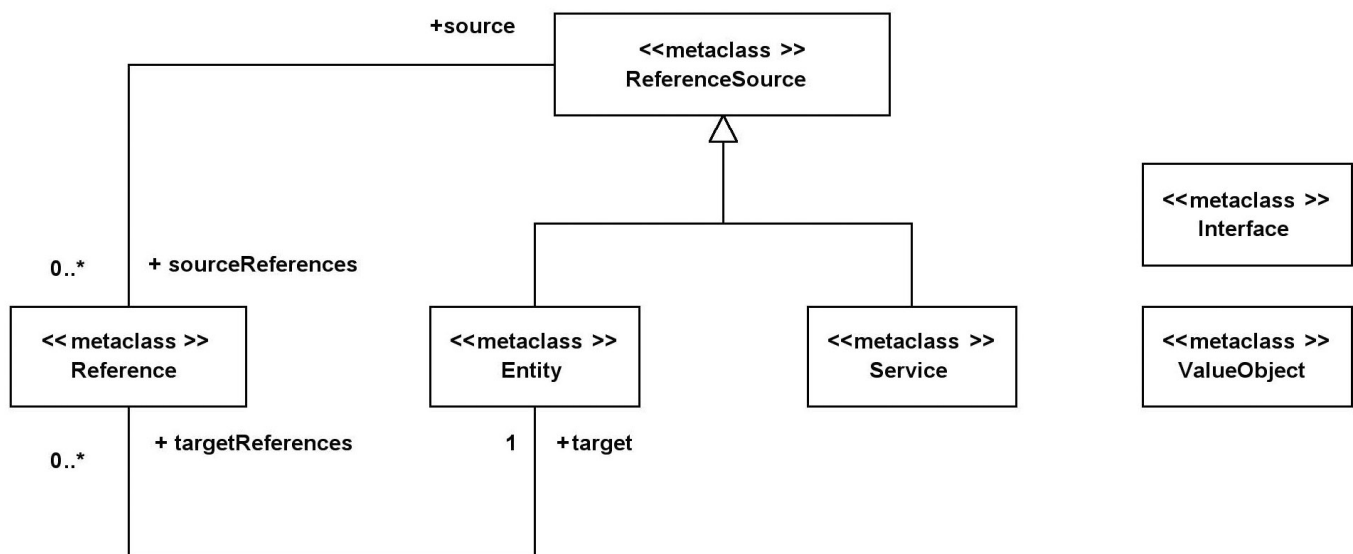 +source
<<metaclass >>
ReferenceSource
<<metaclass >>
Interface
0..*
+ sourceReferences
<< metaclass >>
Reference
<<metaclass >>
Entity
<<metaclass >>
Service
<<metaclass >>
ValueObject
0..*
+ targetReferences
1
+target